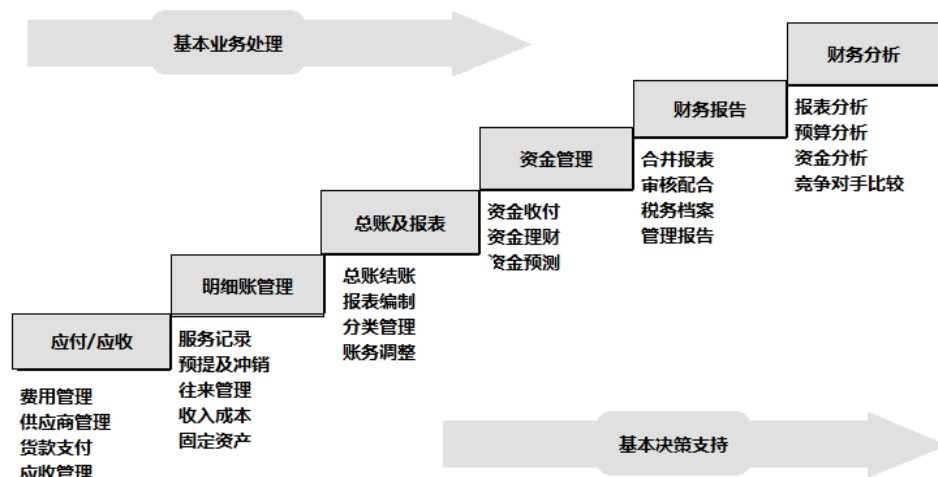 基本业务处理
财务分析
报表分析
预算分析
资金分析
竞争对手比较
财务报告
合并报表
审核配合
税务档案
管理报告
资金管理
资金收付
资金理财
资金预测
总账及报表
总账结账
报表编制
分类管理
账务调整
明细账管理
服务记录
预提及冲销
往来管理
收入成本
固定资产
应付/应收
费用管理
供应商管理
货款支付
应收管理
基本决策支持